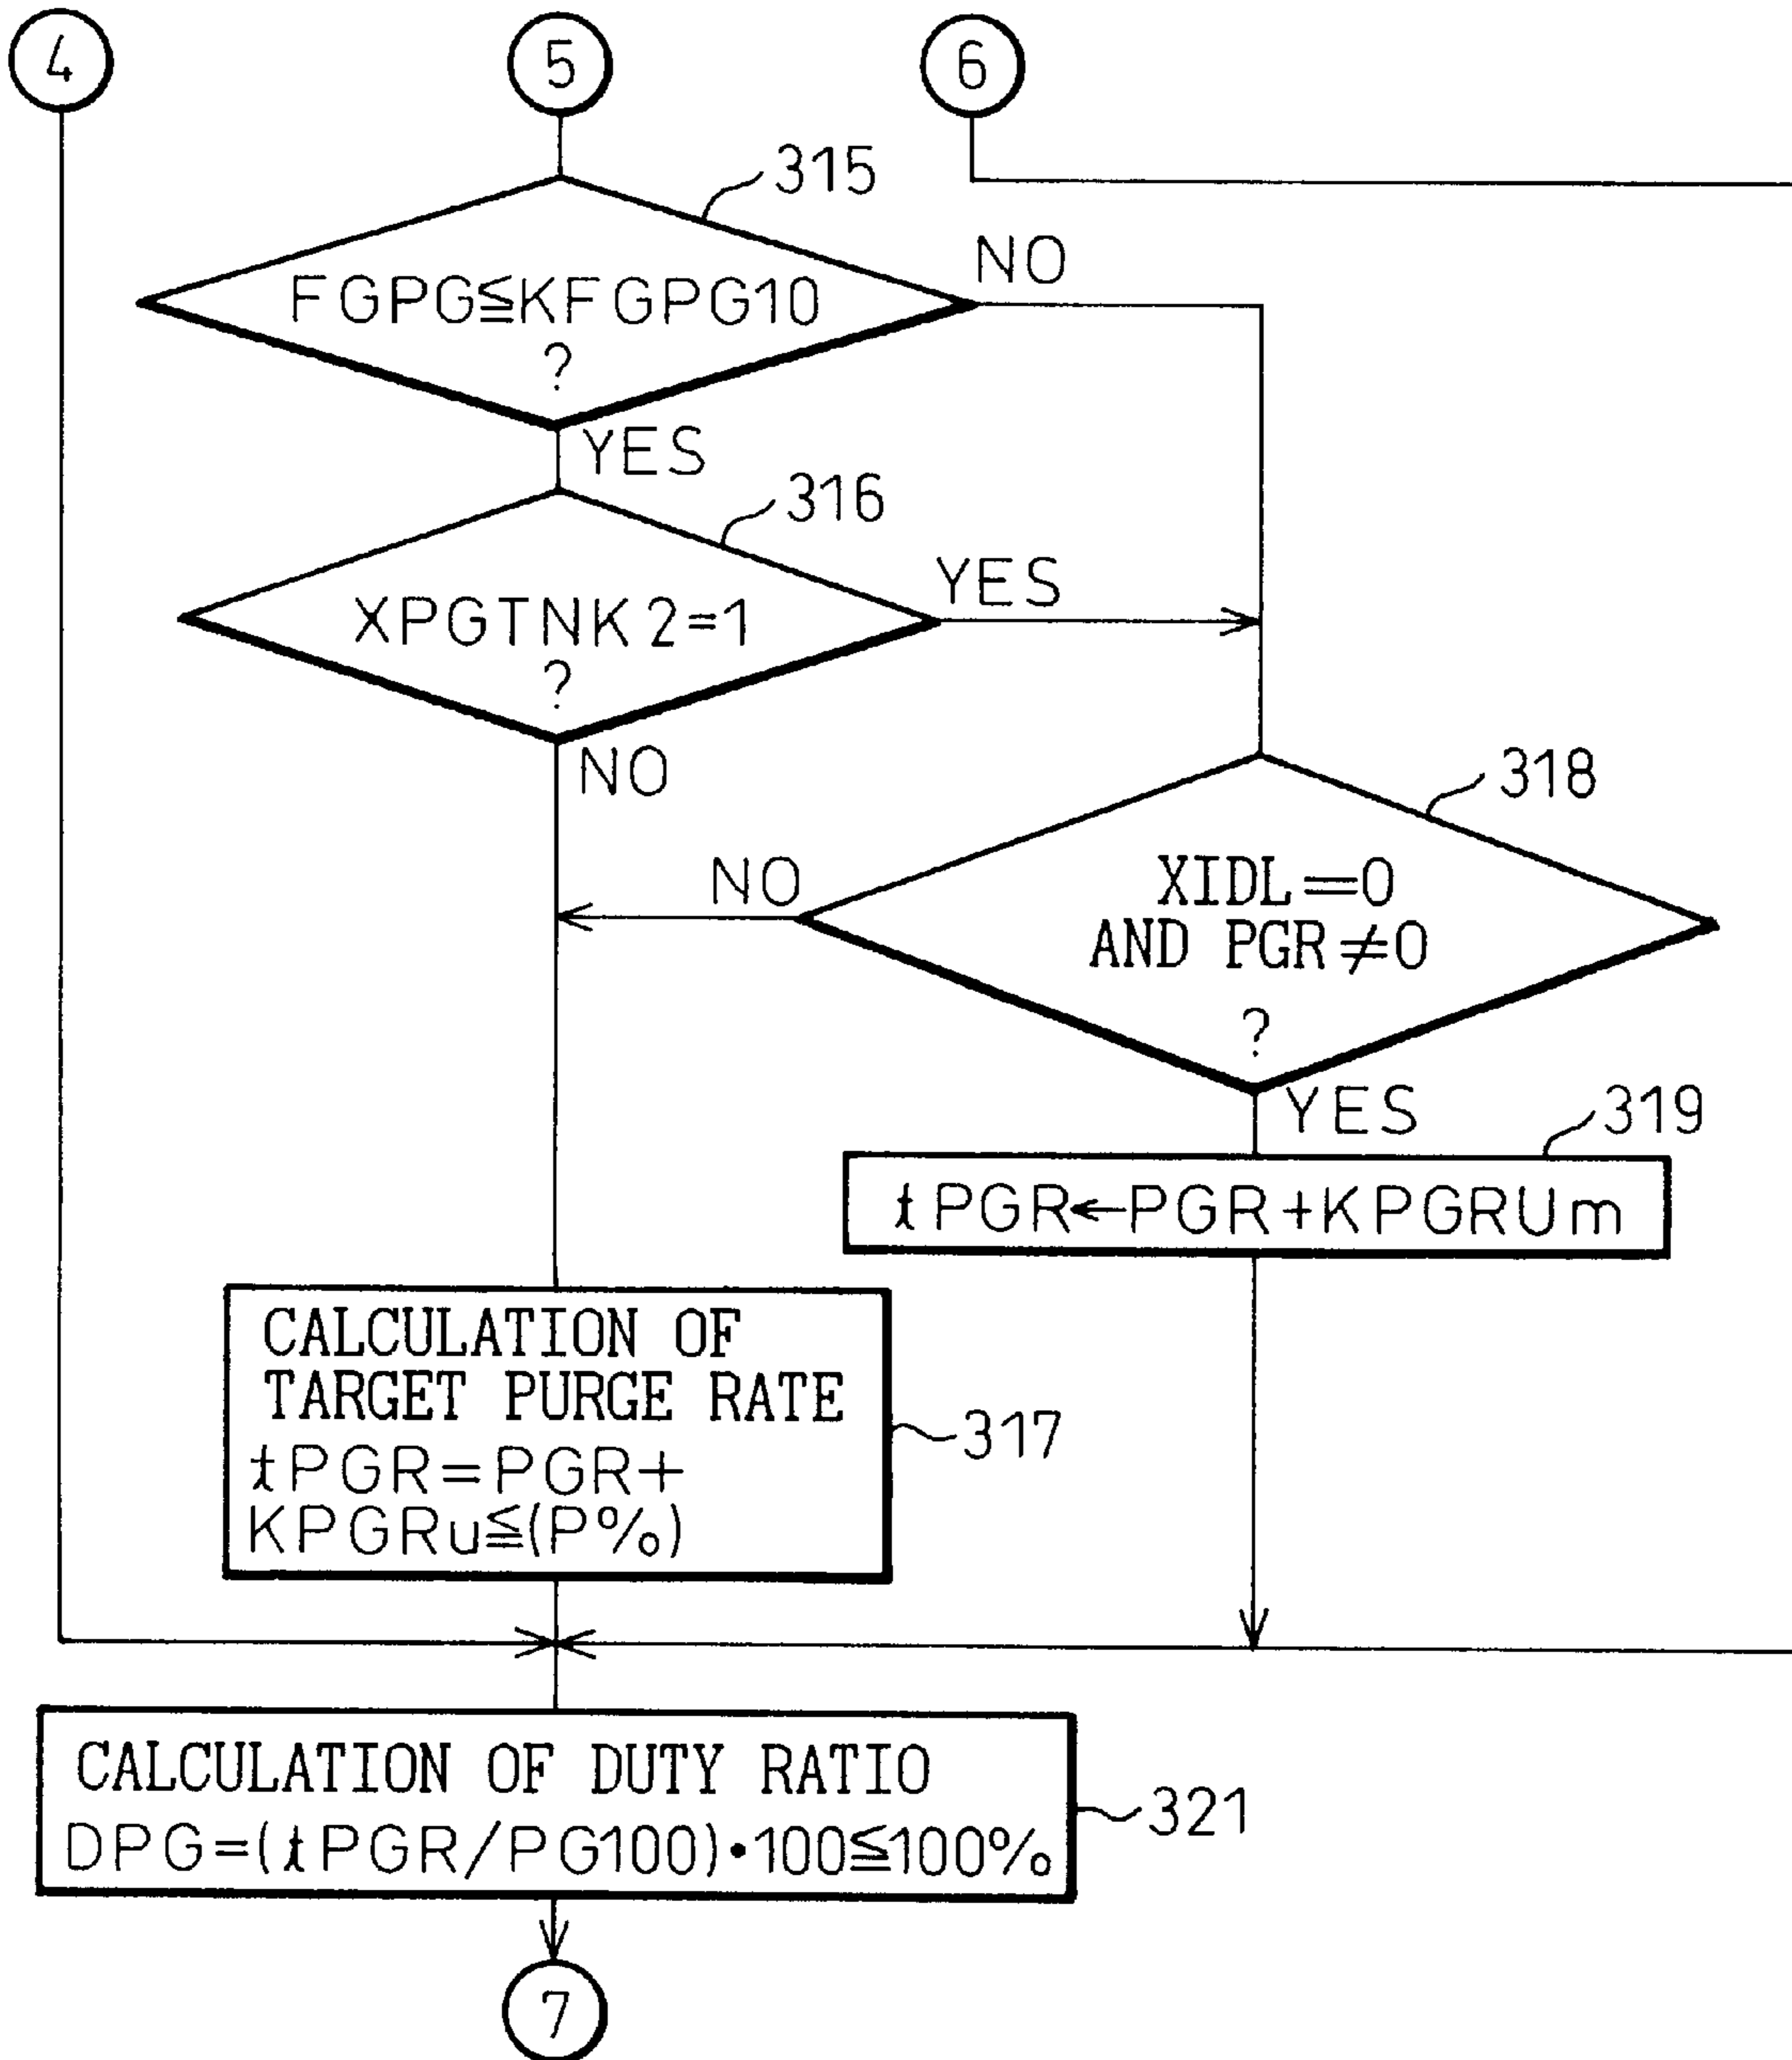 4
5
6
315
FGPG≦KFGPG10
?
NO
YES
316
XPGTNK2=1
?
YES
NO
318
XIDL=0
AND PGR≠0
?
NO
YES
319
tPGR←PGR+KPGRUm
CALCULATION OF
TARGET PURGE RATE
tPGR=PGR+
KPGRu≦(P%)
317
CALCULATION OF DUTY RATIO
DPG=(tPGR/PG100)•100≦100%
321
7